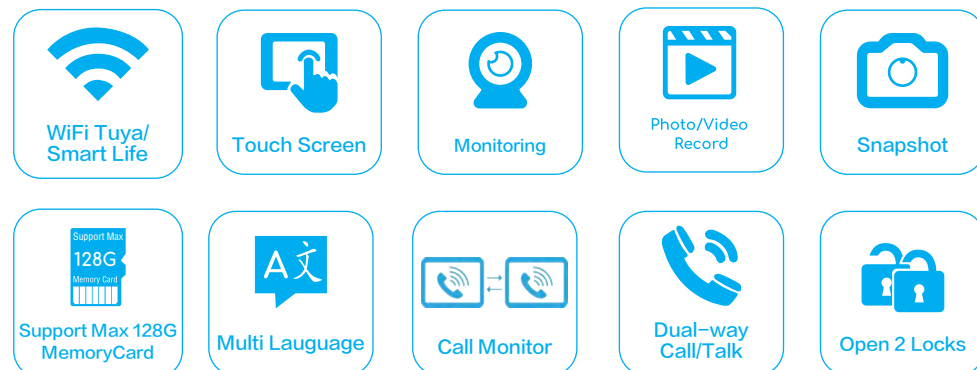 WiFi Tuya/
Smart Life
Touch Screen
Monitoring
Photo/Video
Record
Snapshot
Support Max
128G
Memory Card
Support Max 128G
MemoryCard
A文
Multi Lauguage
Call Monitor
Dual-way
Call/Talk
Open 2 Locks